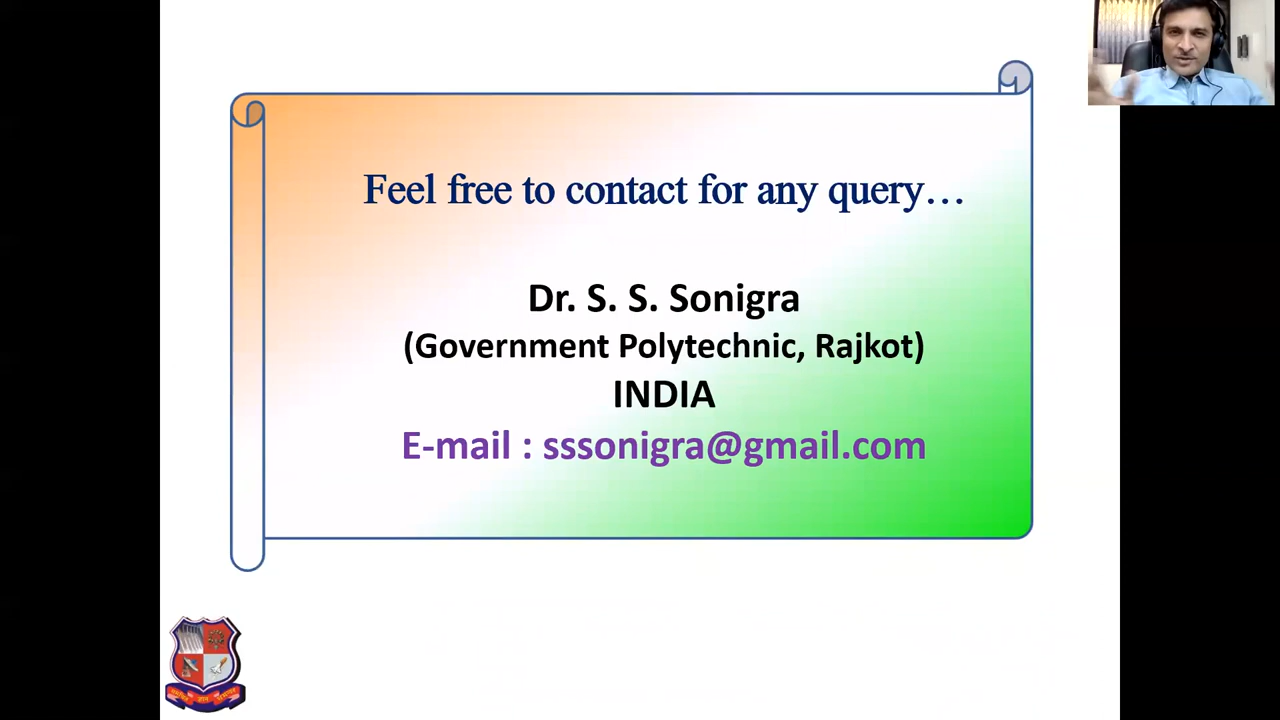 Feel free to contact for any query…
Dr. S. S. Sonigra
(Government Polytechnic, Rajkot)
INDIA
E-mail : sssonigra@gmail.com